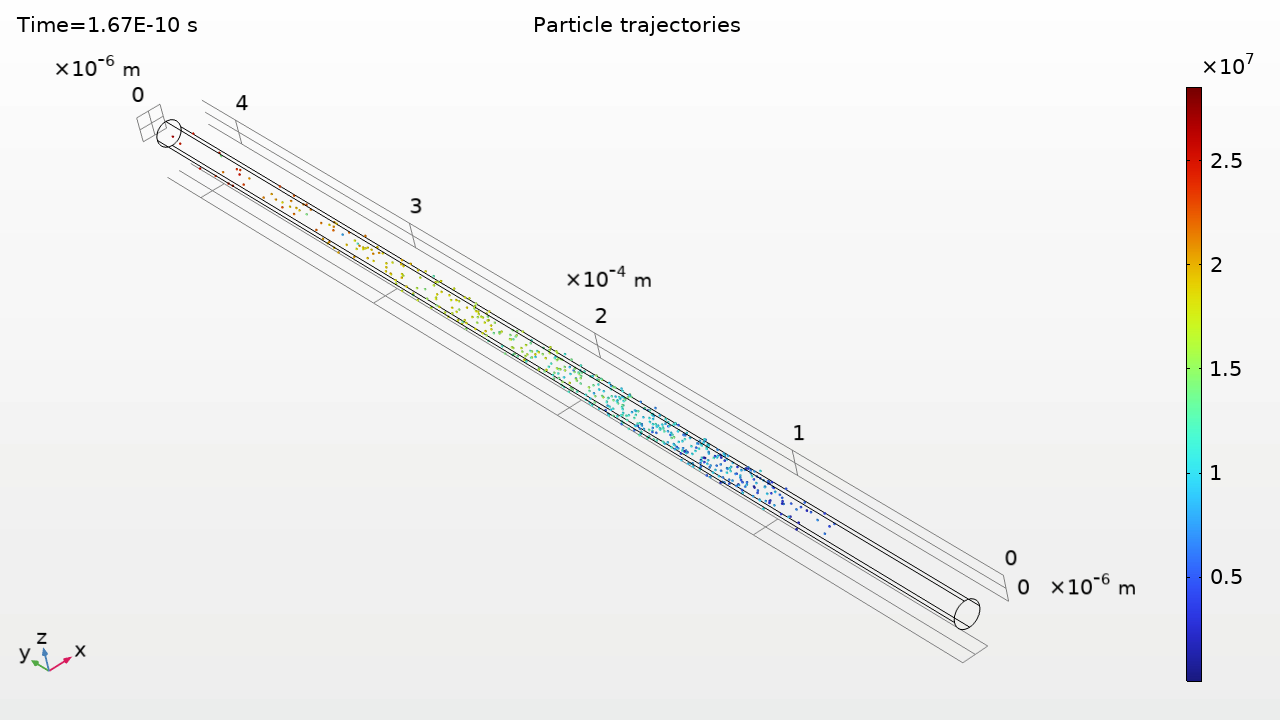 Time=1.67E-10 s
Particle trajectories
×10⁷
×10⁻⁶ m
0
4
2.5
3
2
×10⁻⁴ m
2
1.5
1
1
0
0
×10⁻⁶ m
0.5
z
y
x